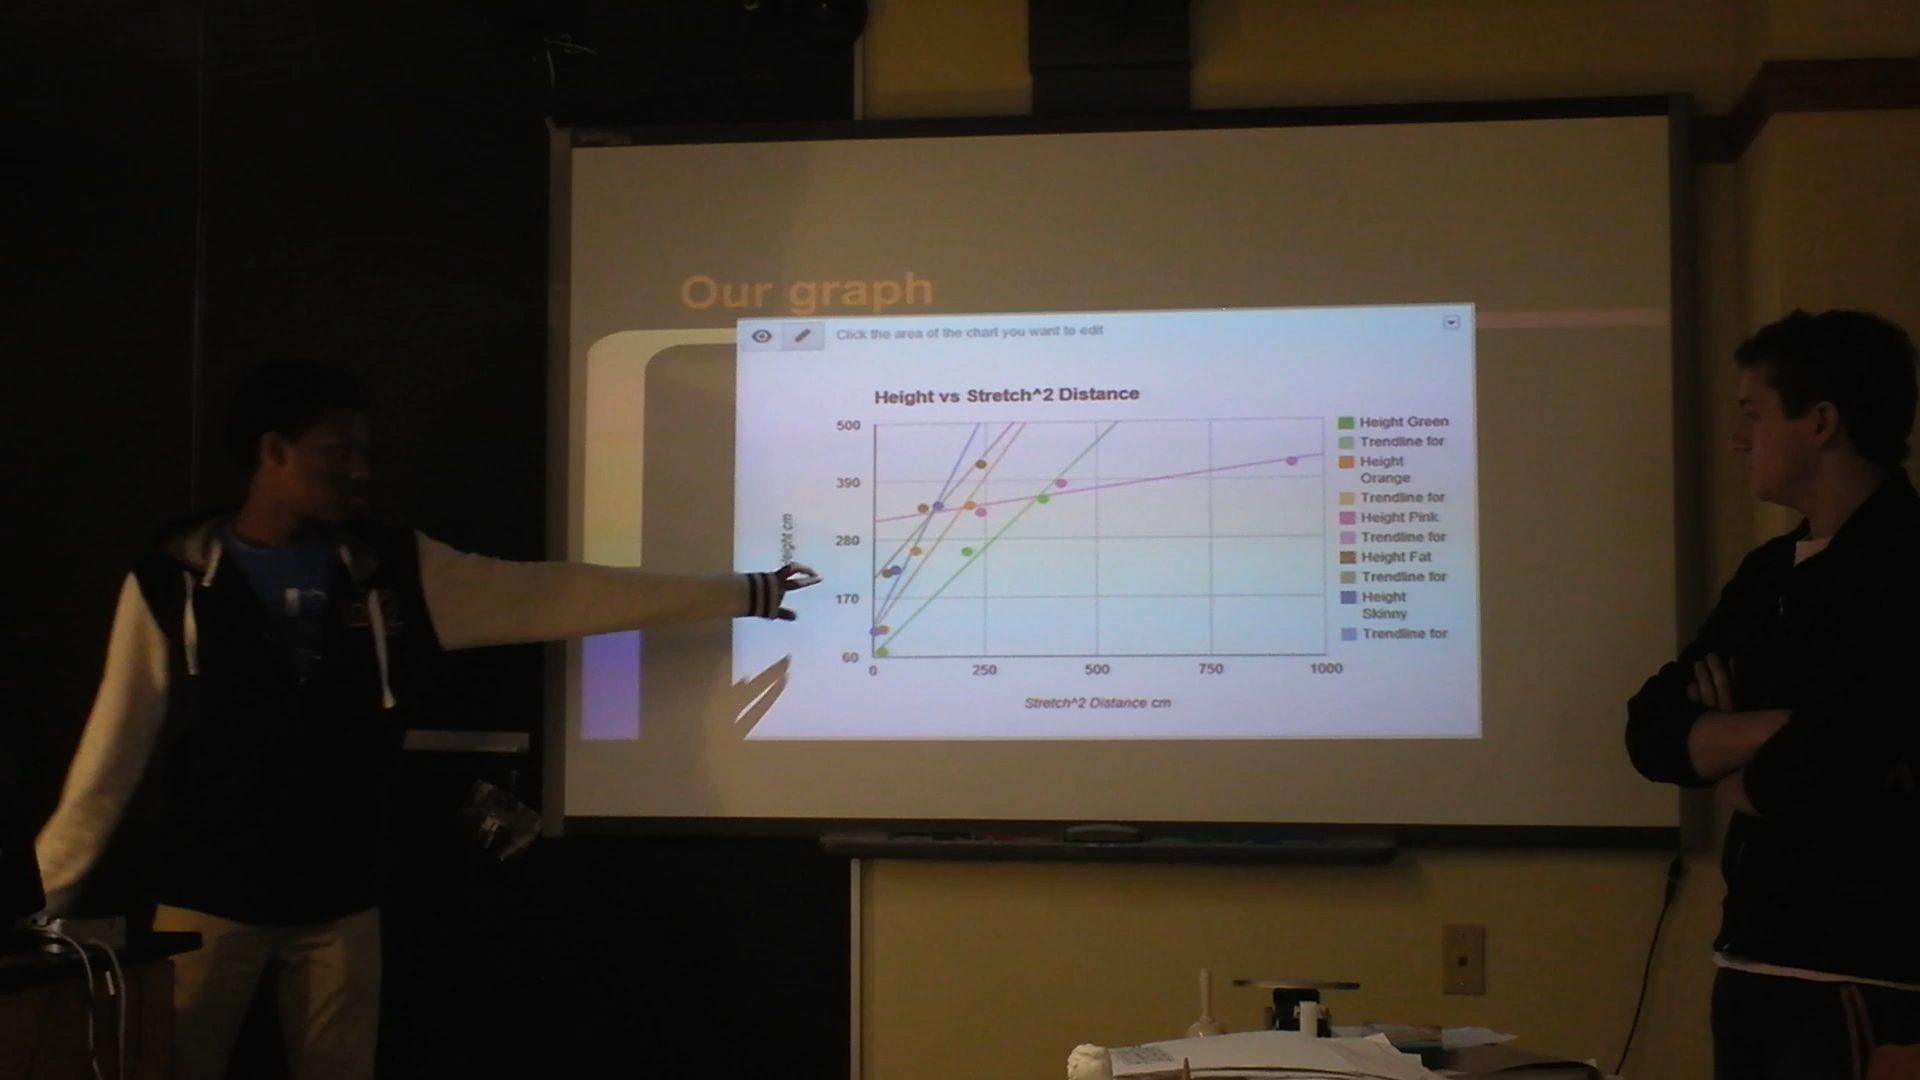 Our graph
Click the area of the chart you want to edit
Height vs Stretch^2 Distance
500
390
280
170
60
0
250
500
750
1000
Stretch^2 Distance cm
Height Green
Trendline for
Height
Orange
Trendline for
Height Pink
Trendline for
Height Fat
Trendline for
Height
Skinny
Trendline for